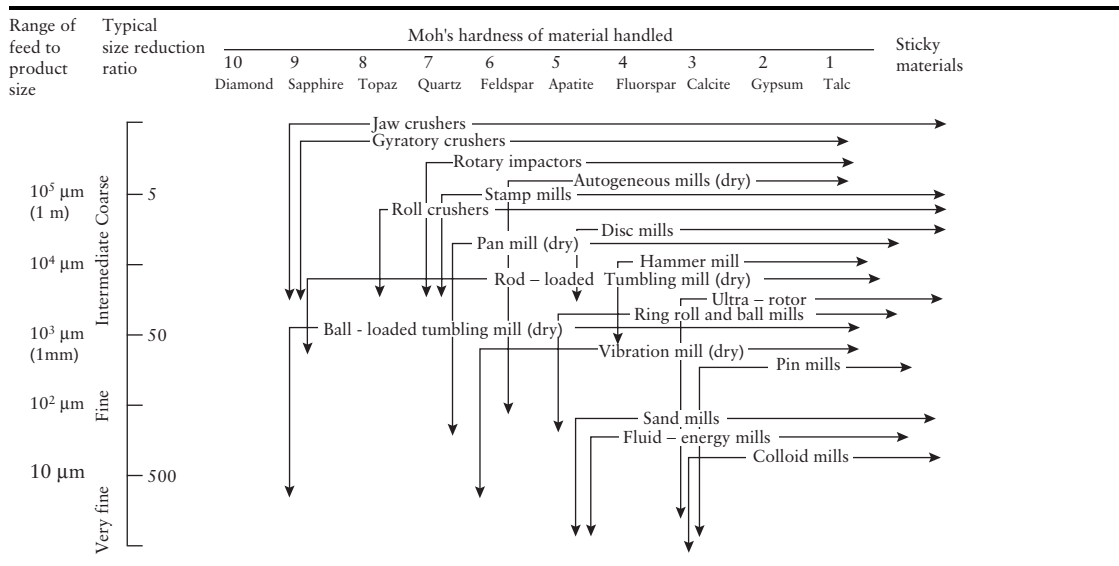 Range of feed to product size
Typical size reduction ratio
Moh's hardness of material handled
10 9 8 7 6 5 4 3 2 1
Diamond Sapphire Topaz Quartz Feldspar Apatite Fluorspar Calcite Gypsum Talc
Sticky materials
Jaw crushers
Gyratory crushers
Rotary impactors
Autogeneous mills (dry)
10⁵ µm
(1 m)
Coarse
5
Stamp mills
Roll crushers
Disc mills
Pan mill (dry)
10⁴ µm
Intermediate
Hammer mill
Rod – loaded Tumbling mill (dry)
Ultra – rotor
Ring roll and ball mills
10³ µm
(1mm)
50
Ball - loaded tumbling mill (dry)
Vibration mill (dry)
Pin mills
10² µm
Fine
Sand mills
Fluid – energy mills
Colloid mills
10 µm
500
Very fine